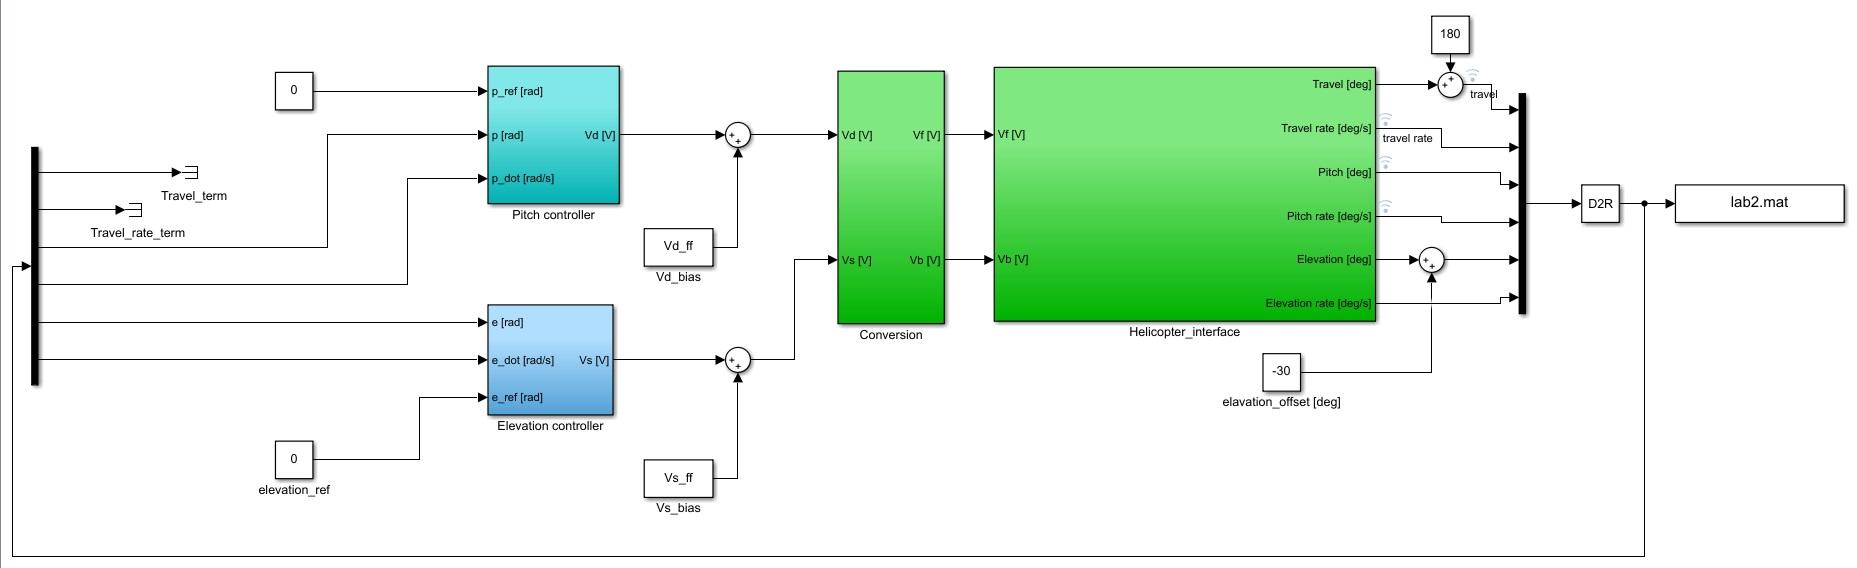 180
0
p_ref [rad]
p [rad]
Vd [V]
p_dot [rad/s]
Pitch controller
Travel_term
Travel_rate_term
+
+
Vd_ff
Vd_bias
e [rad]
e_dot [rad/s]
Vs [V]
e_ref [rad]
Elevation controller
0
elevation_ref
+
+
Vs_ff
Vs_bias
Vd [V]
Vf [V]
Vs [V]
Vb [V]
Conversion
Vf [V]
Vb [V]
Travel [deg]
Travel rate [deg/s]
Pitch [deg]
Pitch rate [deg/s]
Elevation [deg]
Elevation rate [deg/s]
Helicopter_interface
+
+
travel
travel rate
+
+
-30
elavation_offset [deg]
D2R
lab2.mat